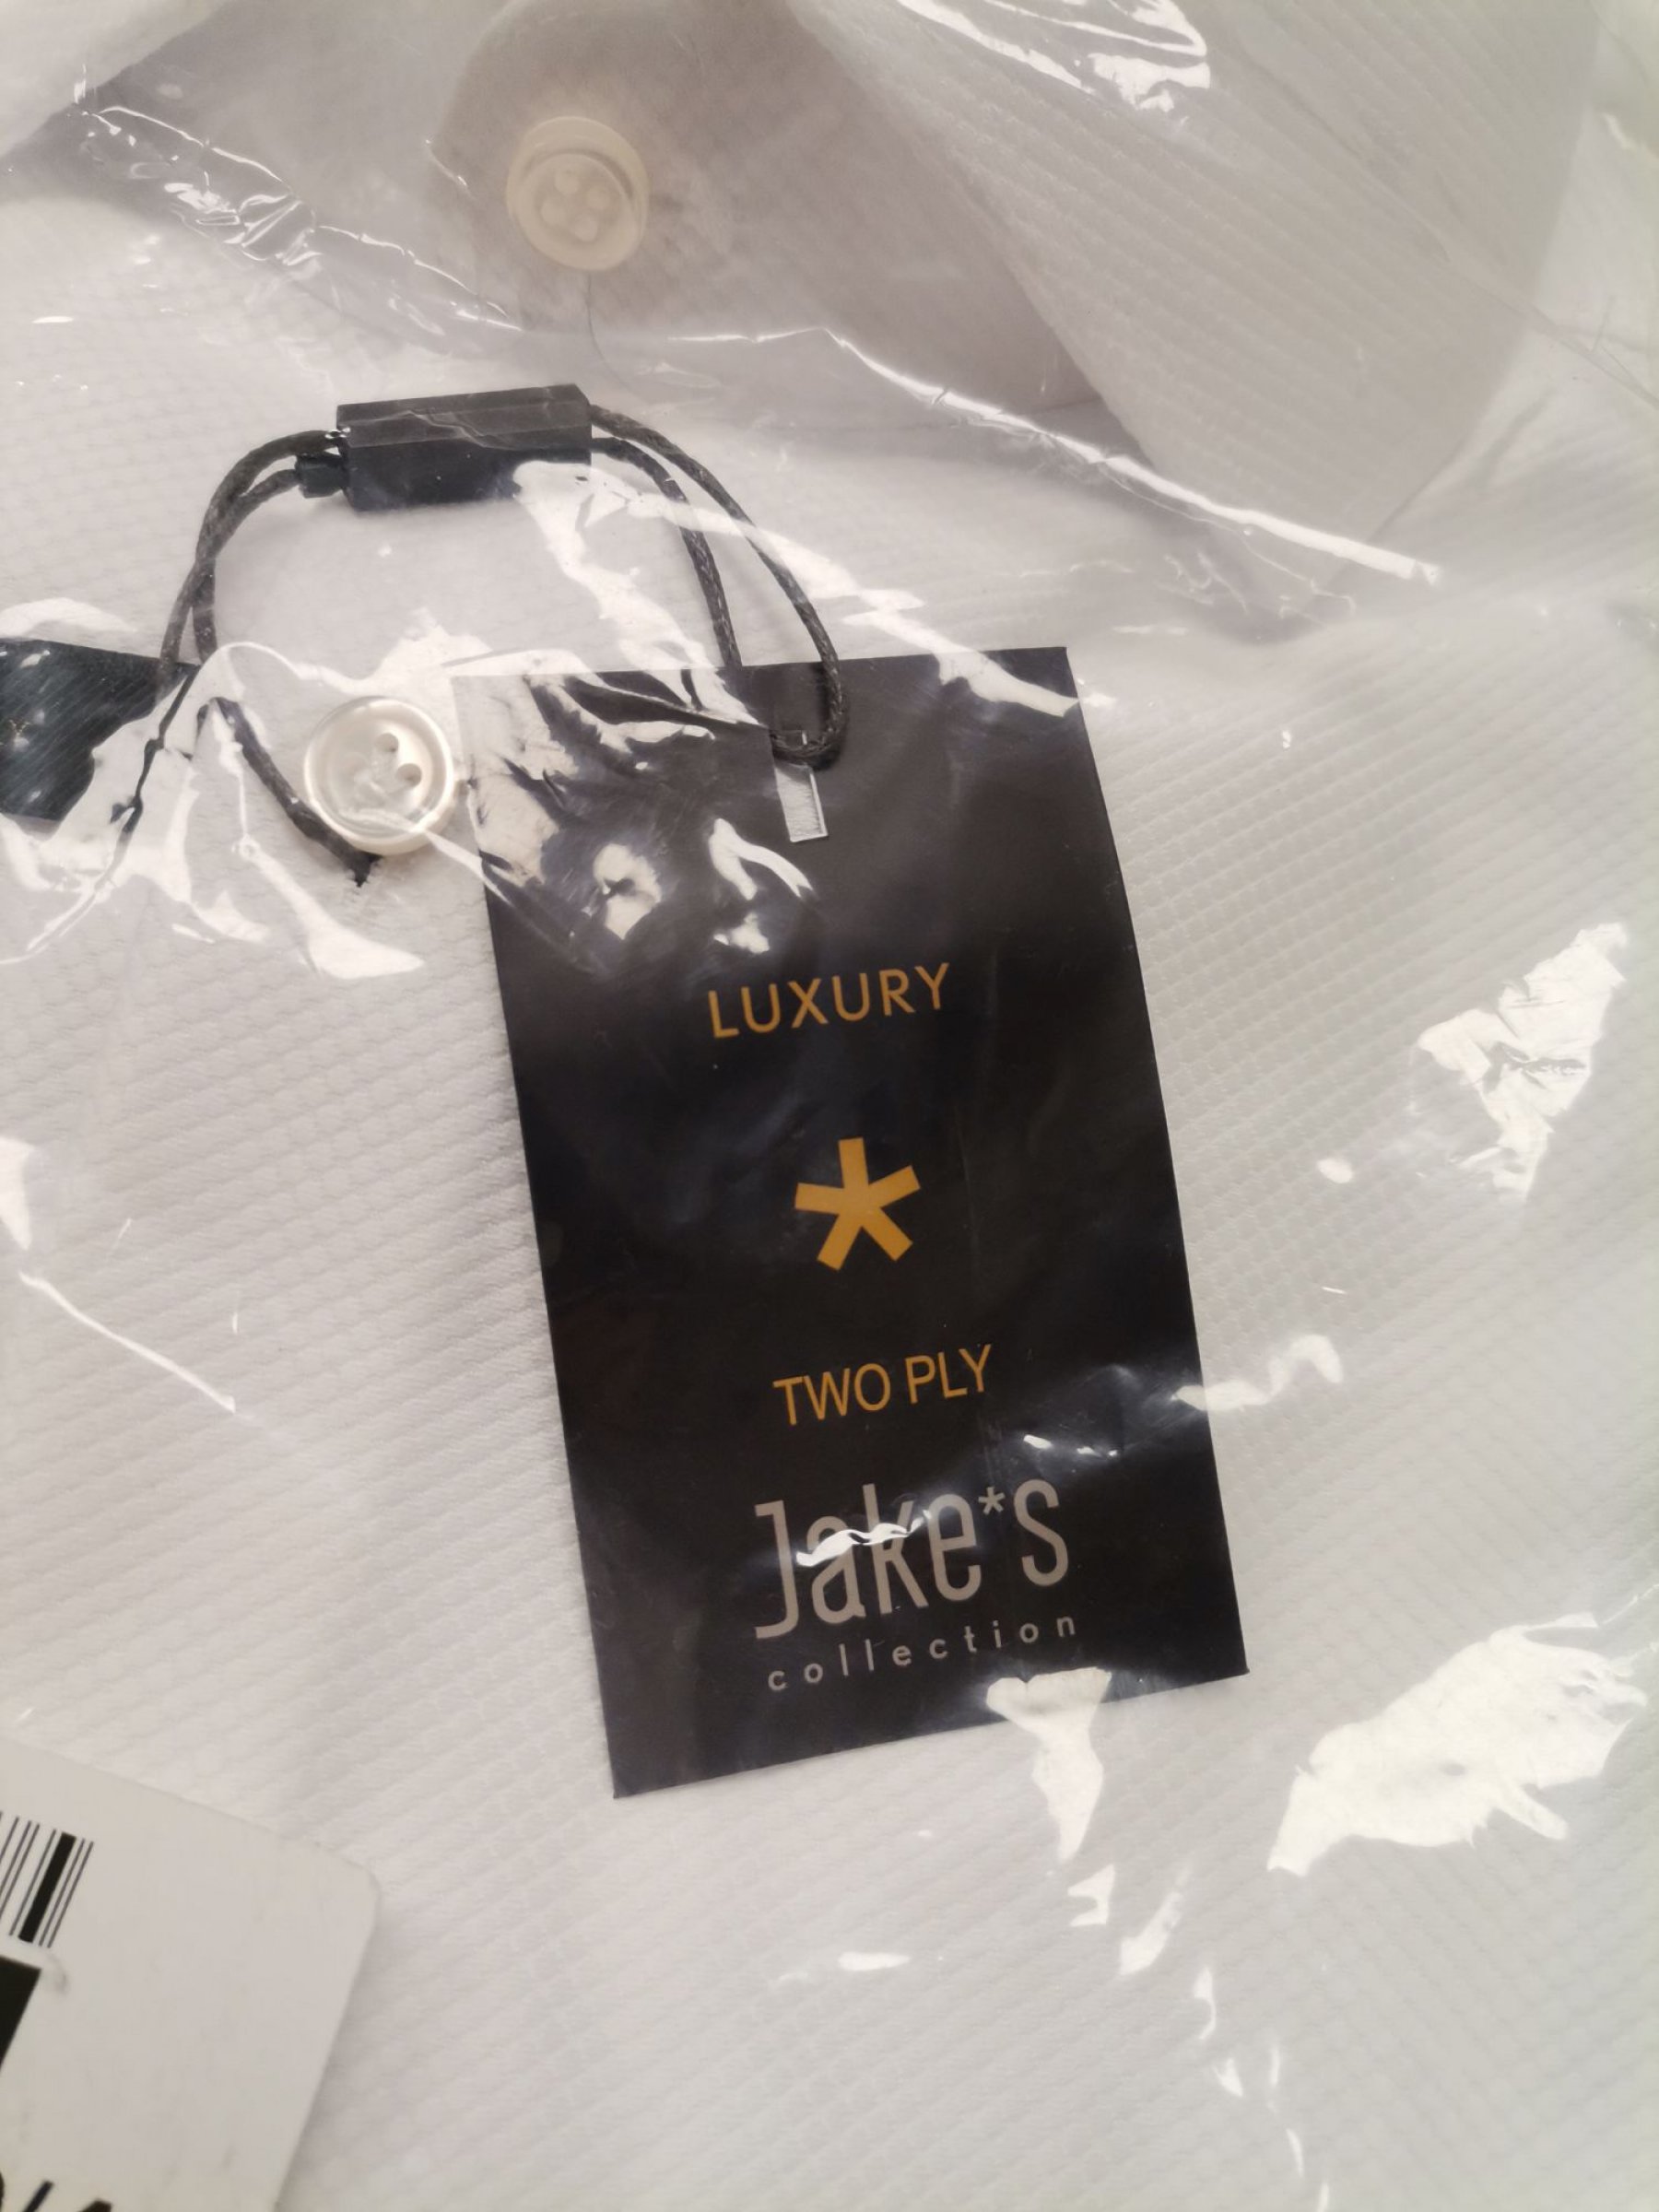 LUXURY
*
TWO PLY
Jake*s
collection